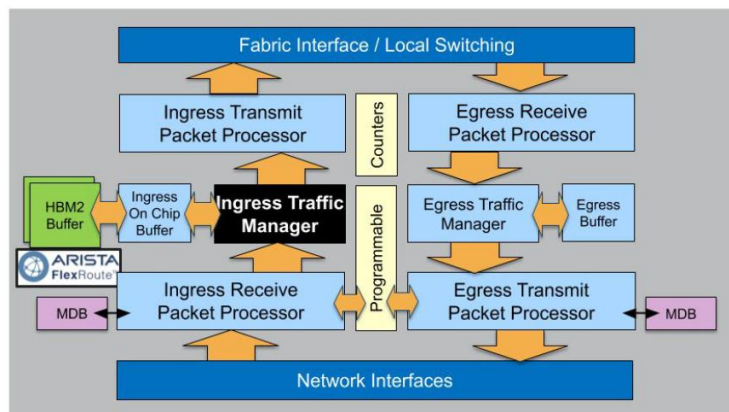 Fabric Interface / Local Switching
Ingress Transmit
Packet Processor
Counters
Egress Receive
Packet Processor
HBM2
Buffer
Ingress
On Chip
Buffer
Ingress Traffic
Manager
Programmable
Egress Traffic
Manager
Egress
Buffer
ARISTA
FlexRoute™
MDB
Ingress Receive
Packet Processor
Egress Transmit
Packet Processor
MDB
Network Interfaces